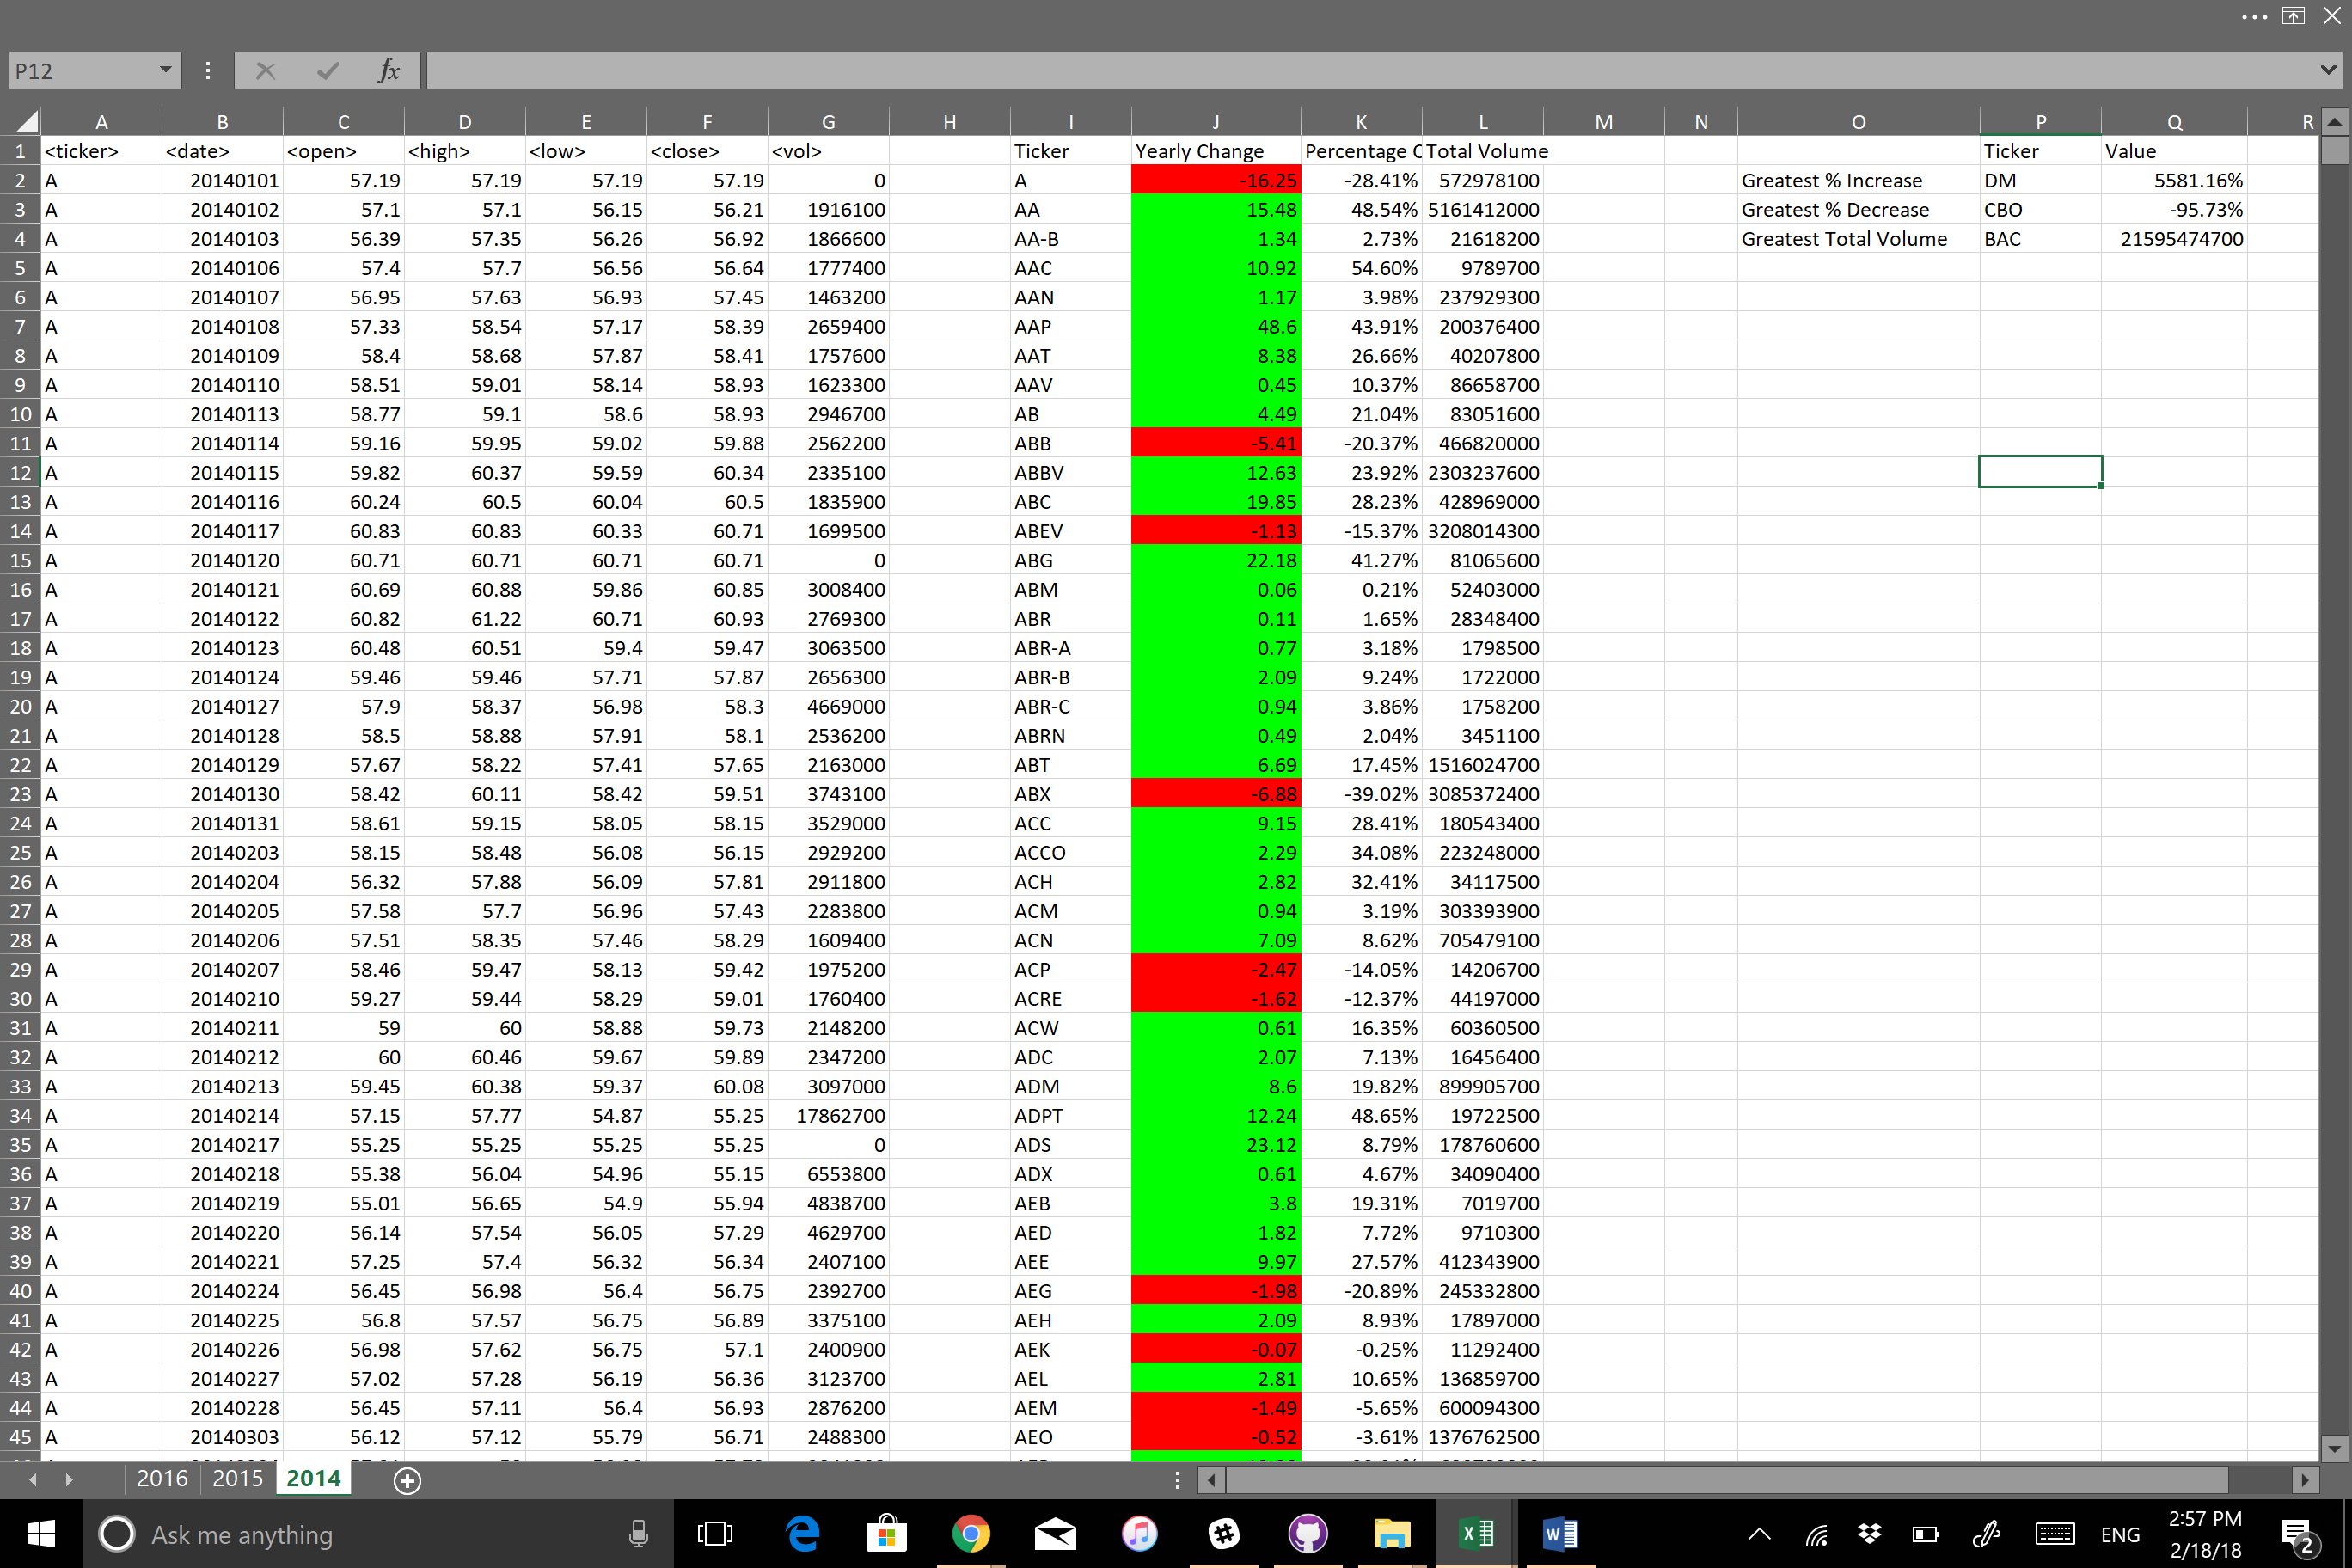 P12 fx
A B C D E F G H I J K L M N O P Q R
1 <ticker> <date> <open> <high> <low> <close> <vol> Ticker Yearly Change Percentage C Total Volume Ticker Value
2 A 20140101 57.19 57.19 57.19 57.19 0 A -16.25 -28.41% 572978100 Greatest % Increase DM 5581.16%
3 A 20140102 57.1 57.1 56.15 56.21 1916100 AA 15.48 48.54% 5161412000 Greatest % Decrease CBO -95.73%
4 A 20140103 56.39 57.35 56.26 56.92 1866600 AA-B 1.34 2.73% 21618200 Greatest Total Volume BAC 21595474700
5 A 20140106 57.4 57.7 56.56 56.64 1777400 AAC 10.92 54.60% 9789700
6 A 20140107 56.95 57.63 56.93 57.45 1463200 AAN 1.17 3.98% 237929300
7 A 20140108 57.33 58.54 57.17 58.39 2659400 AAP 48.6 43.91% 200376400
8 A 20140109 58.4 58.68 57.87 58.41 1757600 AAT 8.38 26.66% 40207800
9 A 20140110 58.51 59.01 58.14 58.93 1623300 AAV 0.45 10.37% 86658700
10 A 20140113 58.77 59.1 58.6 58.93 2946700 AB 4.49 21.04% 83051600
11 A 20140114 59.16 59.95 59.02 59.88 2562200 ABB -5.41 -20.37% 466820000
12 A 20140115 59.82 60.37 59.59 60.34 2335100 ABBV 12.63 23.92% 2303237600
13 A 20140116 60.24 60.5 60.04 60.5 1835900 ABC 19.85 28.23% 428969000
14 A 20140117 60.83 60.83 60.33 60.71 1699500 ABEV -1.13 -15.37% 3208014300
15 A 20140120 60.71 60.71 60.71 60.71 0 ABG 22.18 41.27% 81065600
16 A 20140121 60.69 60.88 59.86 60.85 3008400 ABM 0.06 0.21% 52403000
17 A 20140122 60.82 61.22 60.71 60.93 2769300 ABR 0.11 1.65% 28348400
18 A 20140123 60.48 60.51 59.4 59.47 3063500 ABR-A 0.77 3.18% 1798500
19 A 20140124 59.46 59.46 57.71 57.87 2656300 ABR-B 2.09 9.24% 1722000
20 A 20140127 57.9 58.37 56.98 58.3 4669000 ABR-C 0.94 3.86% 1758200
21 A 20140128 58.5 58.88 57.91 58.1 2536200 ABRN 0.49 2.04% 3451100
22 A 20140129 57.67 58.22 57.41 57.65 2163000 ABT 6.69 17.45% 1516024700
23 A 20140130 58.42 60.11 58.42 59.51 3743100 ABX -6.88 -39.02% 3085372400
24 A 20140131 58.61 59.15 58.05 58.15 3529000 ACC 9.15 28.41% 180543400
25 A 20140203 58.15 58.48 56.08 56.15 2929200 ACCO 2.29 34.08% 223248000
26 A 20140204 56.32 57.88 56.09 57.81 2911800 ACH 2.82 32.41% 34117500
27 A 20140205 57.58 57.7 56.96 57.43 2283800 ACM 0.94 3.19% 303393900
28 A 20140206 57.51 58.35 57.46 58.29 1609400 ACN 7.09 8.62% 705479100
29 A 20140207 58.46 59.47 58.13 59.42 1975200 ACP -2.47 -14.05% 14206700
30 A 20140210 59.27 59.44 58.29 59.01 1760400 ACRE -1.62 -12.37% 44197000
31 A 20140211 59 60 58.88 59.73 2148200 ACW 0.61 16.35% 60360500
32 A 20140212 60 60.46 59.67 59.89 2347200 ADC 2.07 7.13% 16456400
33 A 20140213 59.45 60.38 59.37 60.08 3097000 ADM 8.6 19.82% 899905700
34 A 20140214 57.15 57.77 54.87 55.25 17862700 ADPT 12.24 48.65% 19722500
35 A 20140217 55.25 55.25 55.25 55.25 0 ADS 23.12 8.79% 178760600
36 A 20140218 55.38 56.04 54.96 55.15 6553800 ADX 0.61 4.67% 34090400
37 A 20140219 55.01 56.65 54.9 55.94 4838700 AEB 3.8 19.31% 7019700
38 A 20140220 56.14 57.54 56.05 57.29 4629700 AED 1.82 7.72% 9710300
39 A 20140221 57.25 57.4 56.32 56.34 2407100 AEE 9.97 27.57% 412343900
40 A 20140224 56.45 56.98 56.4 56.75 2392700 AEG -1.98 -20.89% 245332800
41 A 20140225 56.8 57.57 56.75 56.89 3375100 AEH 2.09 8.93% 17897000
42 A 20140226 56.98 57.62 56.75 57.1 2400900 AEK -0.07 -0.25% 11292400
43 A 20140227 57.02 57.28 56.19 56.36 3123700 AEL 2.81 10.65% 136859700
44 A 20140228 56.45 57.11 56.4 56.93 2876200 AEM -1.49 -5.65% 600094300
45 A 20140303 56.12 57.12 55.79 56.71 2488300 AEO -0.52 -3.61% 1376762500
2016 2015 2014
Ask me anything ENG 2:57 PM
2/18/18 2